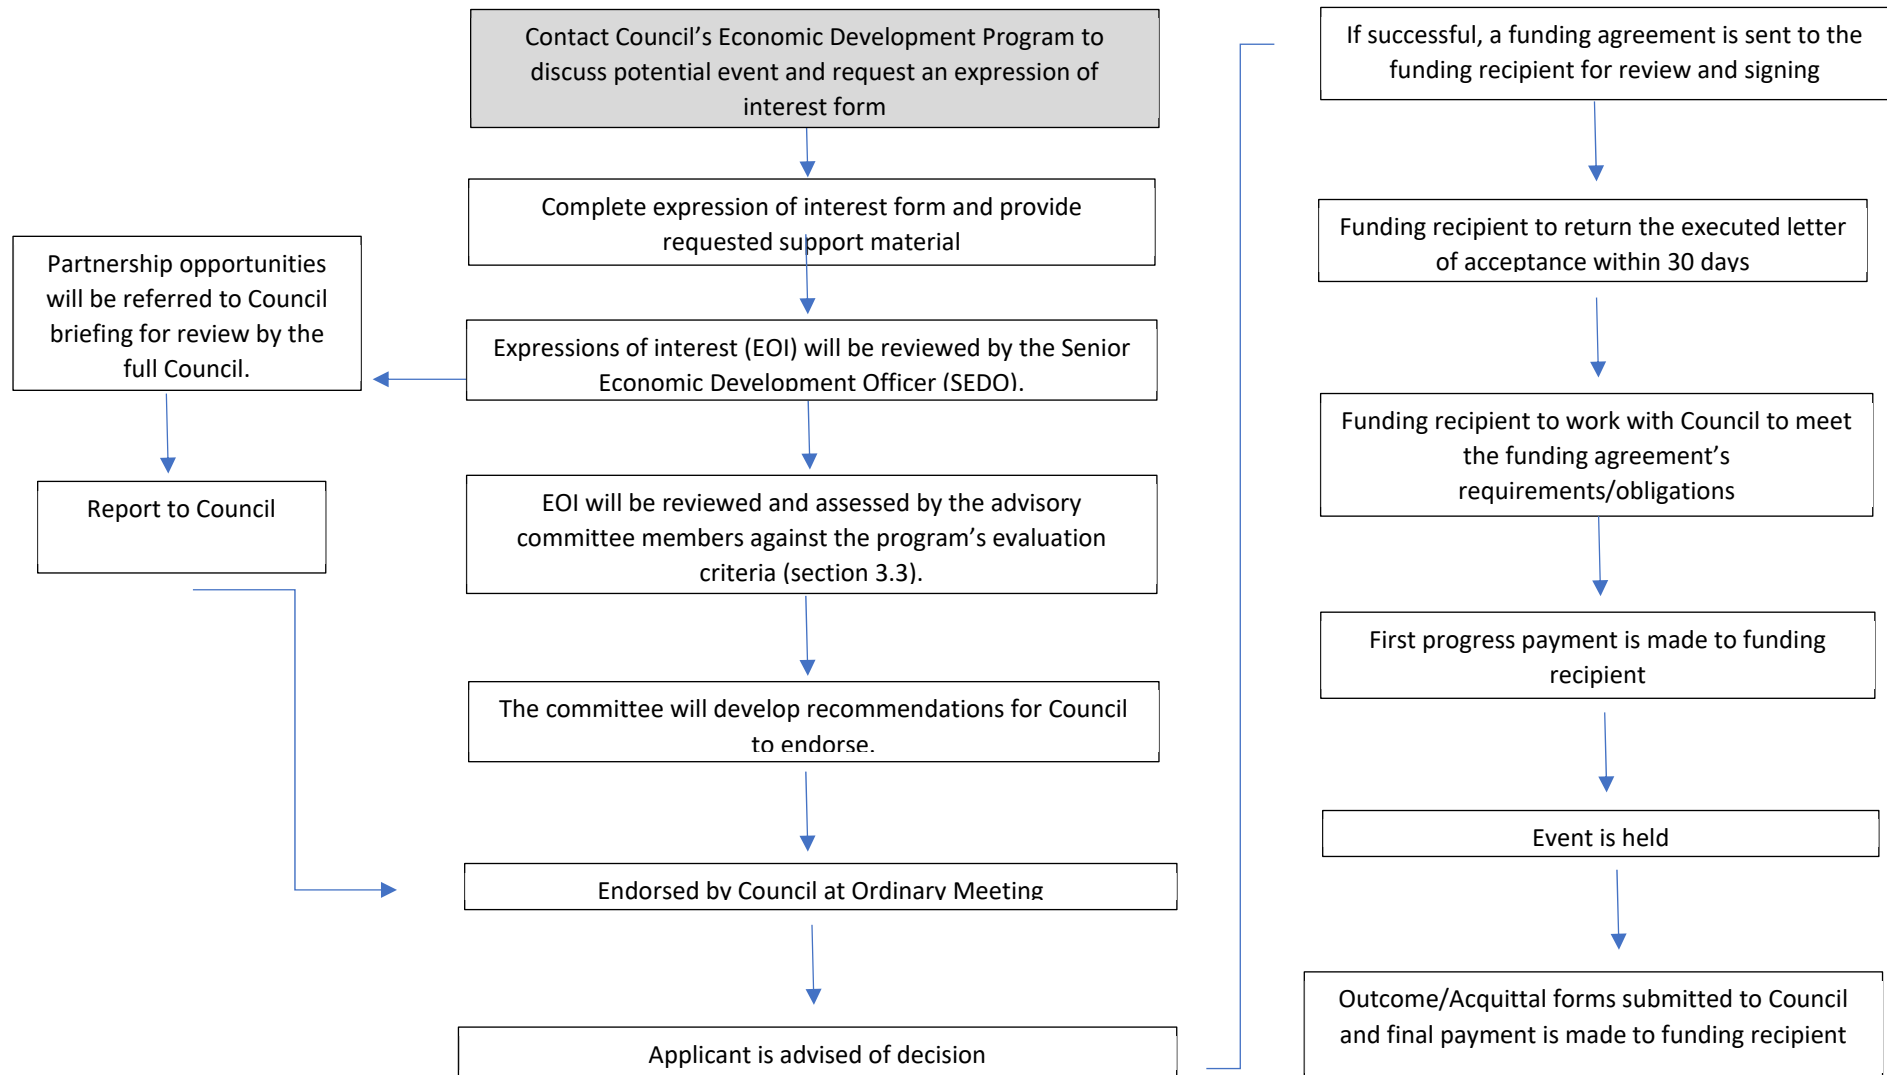 Contact Council’s Economic Development Program to
discuss potential event and request an expression of
interest form
Complete expression of interest form and provide
requested support material
Expressions of interest (EOI) will be reviewed by the Senior
Economic Development Officer (SEDO).
Partnership opportunities
will be referred to Council
briefing for review by the
full Council.
Report to Council
EOI will be reviewed and assessed by the advisory
committee members against the program’s evaluation
criteria (section 3.3).
The committee will develop recommendations for Council
to endorse.
Endorsed by Council at Ordinary Meeting
Applicant is advised of decision
If successful, a funding agreement is sent to the
funding recipient for review and signing
Funding recipient to return the executed letter
of acceptance within 30 days
Funding recipient to work with Council to meet
the funding agreement’s
requirements/obligations
First progress payment is made to funding
recipient
Event is held
Outcome/Acquittal forms submitted to Council
and final payment is made to funding recipient